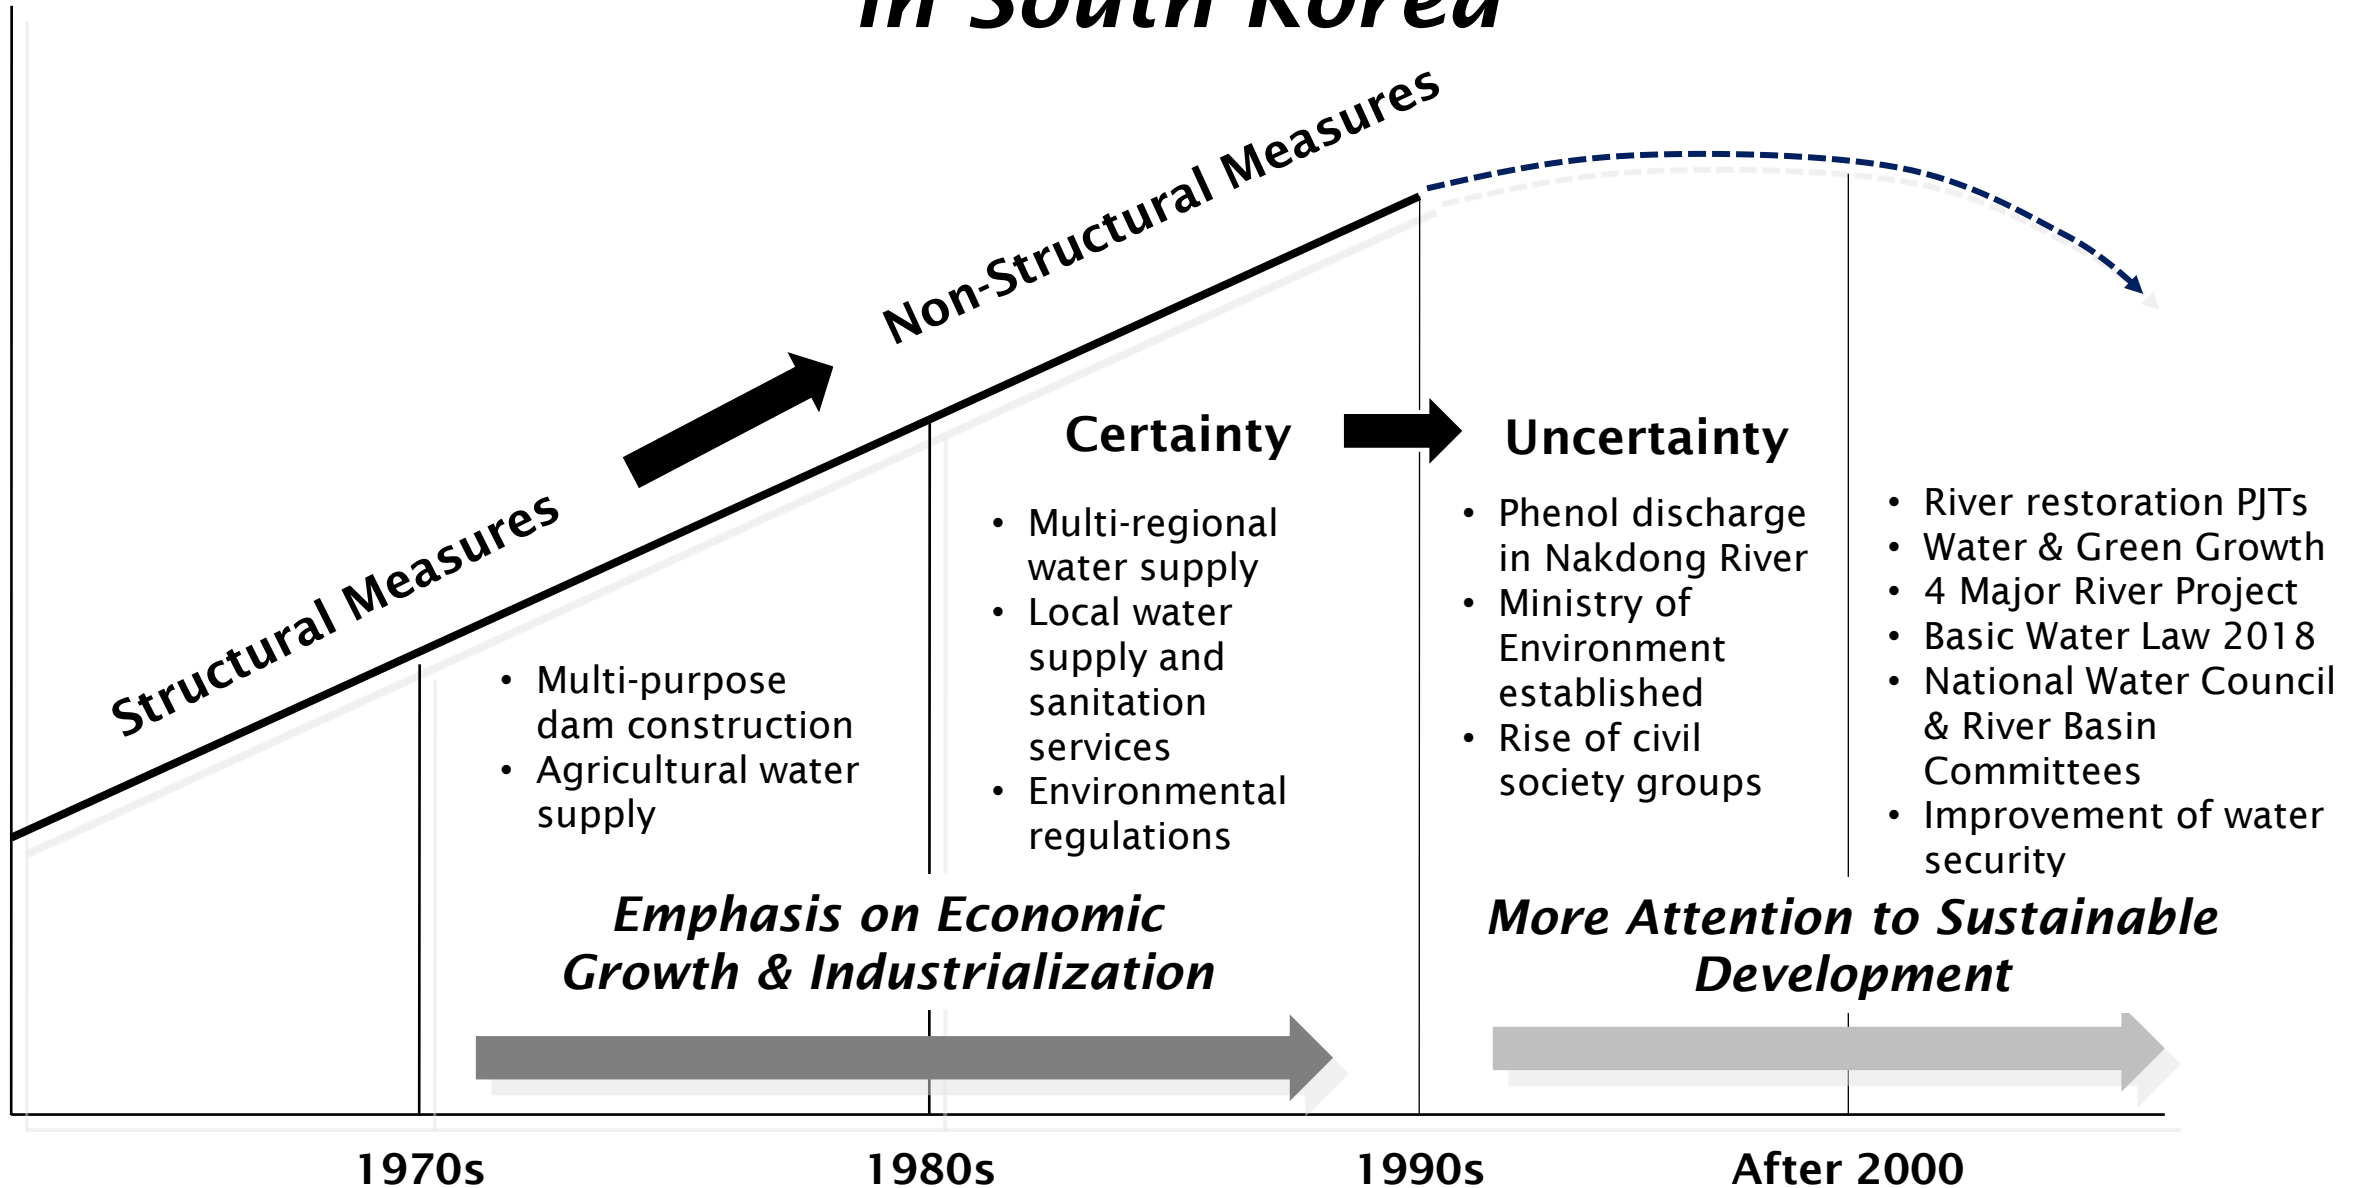 in South Korea
Structural Measures
Non-Structural Measures
Certainty
Uncertainty
• Multi-purpose
dam construction
• Agricultural water
supply
• Multi-regional
water supply
• Local water
supply and
sanitation
services
• Environmental
regulations
• Phenol discharge
in Nakdong River
• Ministry of
Environment
established
• Rise of civil
society groups
• River restoration PJTs
• Water & Green Growth
• 4 Major River Project
• Basic Water Law 2018
• National Water Council
& River Basin
Committees
• Improvement of water
security
Emphasis on Economic
Growth & Industrialization
More Attention to Sustainable
Development
1970s
1980s
1990s
After 2000